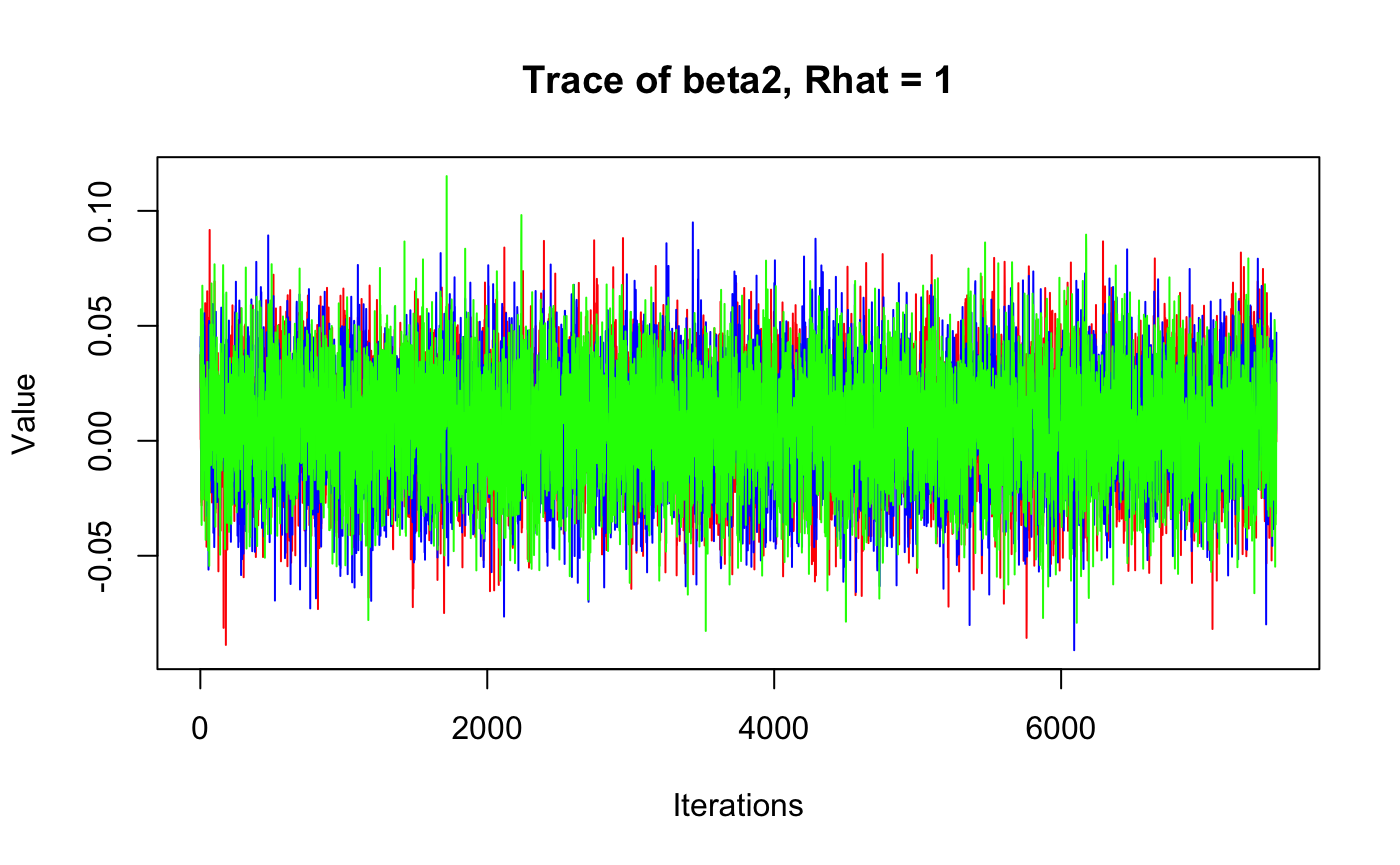 Trace of beta2, Rhat = 1
Value
0.10
0.05
0.00
-0.05
0 2000 4000 6000
Iterations